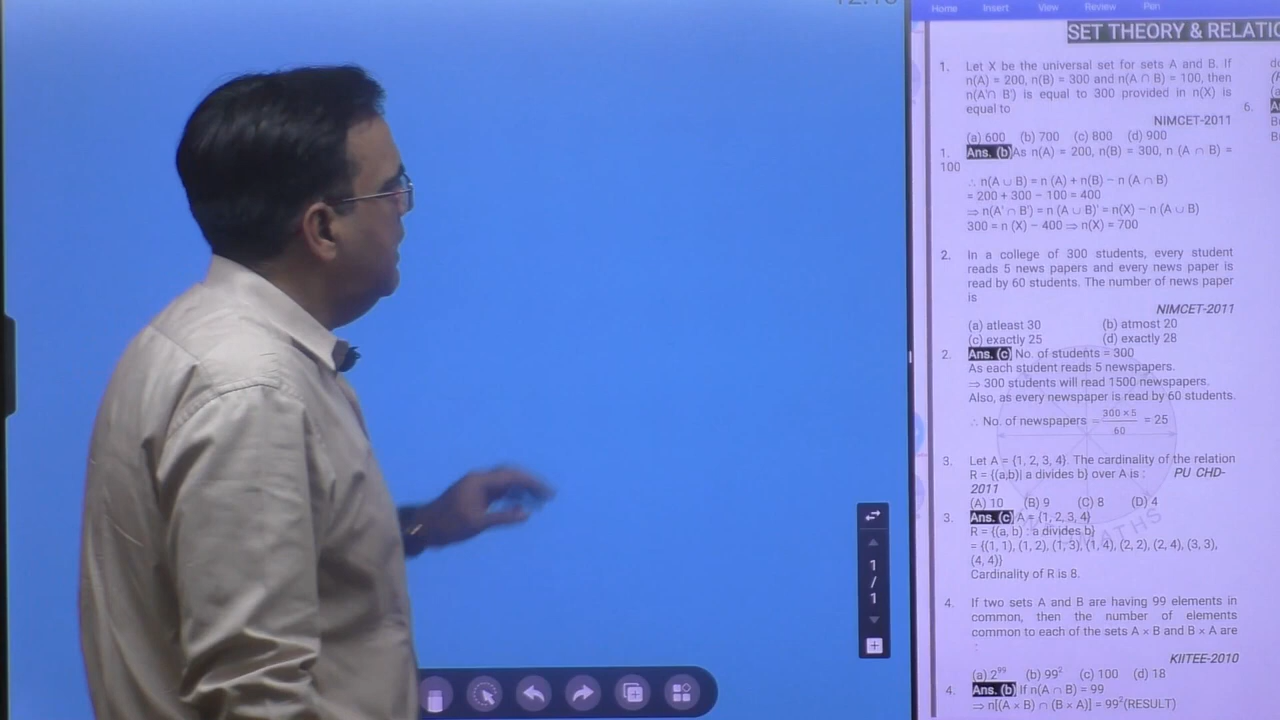 Home Insert View Review Pen
SET THEORY & RELATIO
1. Let X be the universal set for sets A and B. If
n(A) = 200, n(B) = 300 and n(A ∩ B) = 100, then
n(A'∩ B') is equal to 300 provided in n(X) is
equal to
NIMCET-2011
(a) 600 (b) 700 (c) 800 (d) 900
1. Ans. (b) As n(A) = 200, n(B) = 300, n (A ∩ B) =
100
∴ n(A ∪ B) = n (A) + n(B) − n (A ∩ B)
= 200 + 300 − 100 = 400
⇒ n(A' ∩ B') = n (A ∪ B)' = n(X) − n (A ∪ B)
300 = n (X) − 400 ⇒ n(X) = 700
2. In a college of 300 students, every student
reads 5 news papers and every news paper is
read by 60 students. The number of news paper
is
NIMCET-2011
(a) atleast 30 (b) atmost 20
(c) exactly 25 (d) exactly 28
2. Ans. (c) No. of students = 300
As each student reads 5 newspapers.
⇒ 300 students will read 1500 newspapers.
Also, as every newspaper is read by 60 students.
∴ No. of newspapers = 300 × 5 / 60 = 25
3. Let A = {1, 2, 3, 4}. The cardinality of the relation
R = {(a,b)| a divides b} over A is : PU CHD-
2011
(A) 10 (B) 9 (C) 8 (D) 4
3. Ans. (c) A = {1, 2, 3, 4}
R = {(a, b) : a divides b}
= {(1, 1), (1, 2), (1, 3), (1, 4), (2, 2), (2, 4), (3, 3),
(4, 4)}
Cardinality of R is 8.
4. If two sets A and B are having 99 elements in
common, then the number of elements
common to each of the sets A × B and B × A are
:
KIITEE-2010
(a) 2^99 (b) 99^2 (c) 100 (d) 18
4. Ans. (b) If n(A ∩ B) = 99
⇒ n[(A × B) ∩ (B × A)] = 99^2 (RESULT)
6.
1
/
1